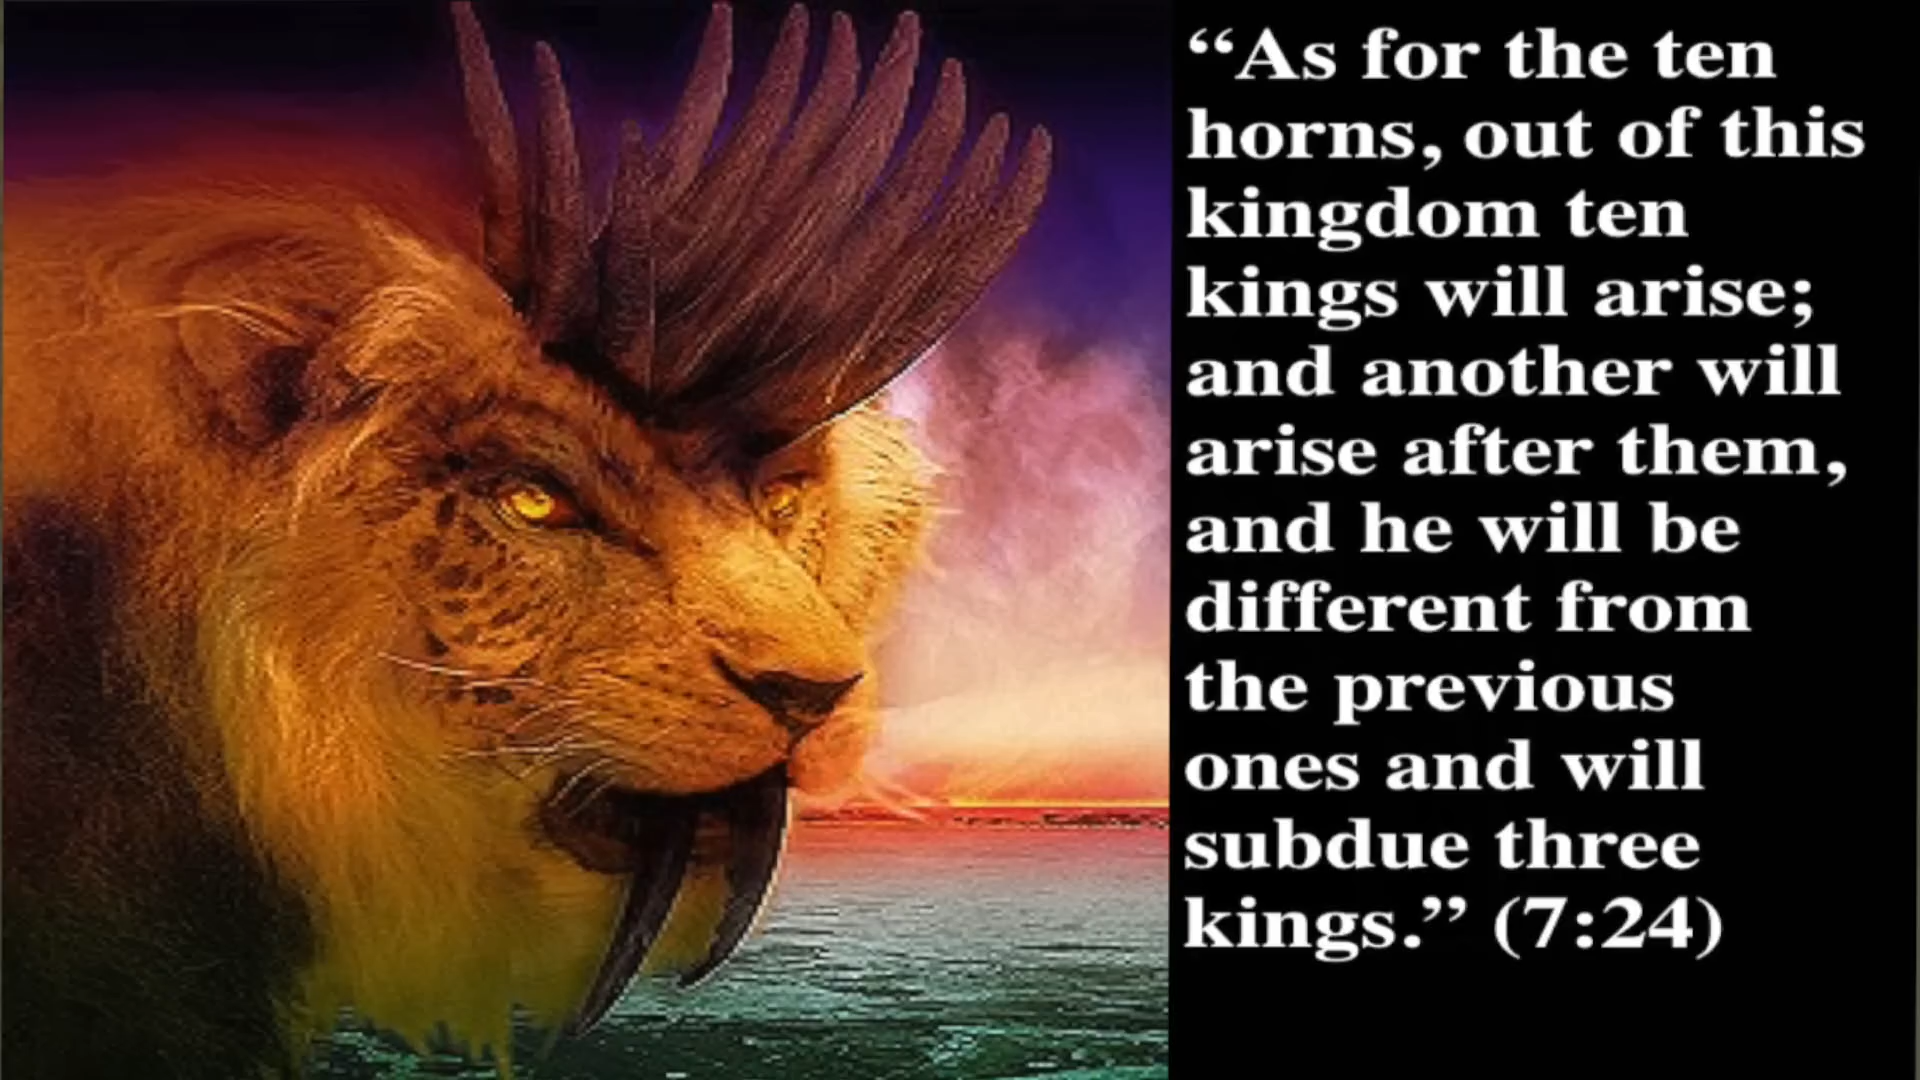 “As for the ten
horns, out of this
kingdom ten
kings will arise;
and another will
arise after them,
and he will be
different from
the previous
ones and will
subdue three
kings.” (7:24)